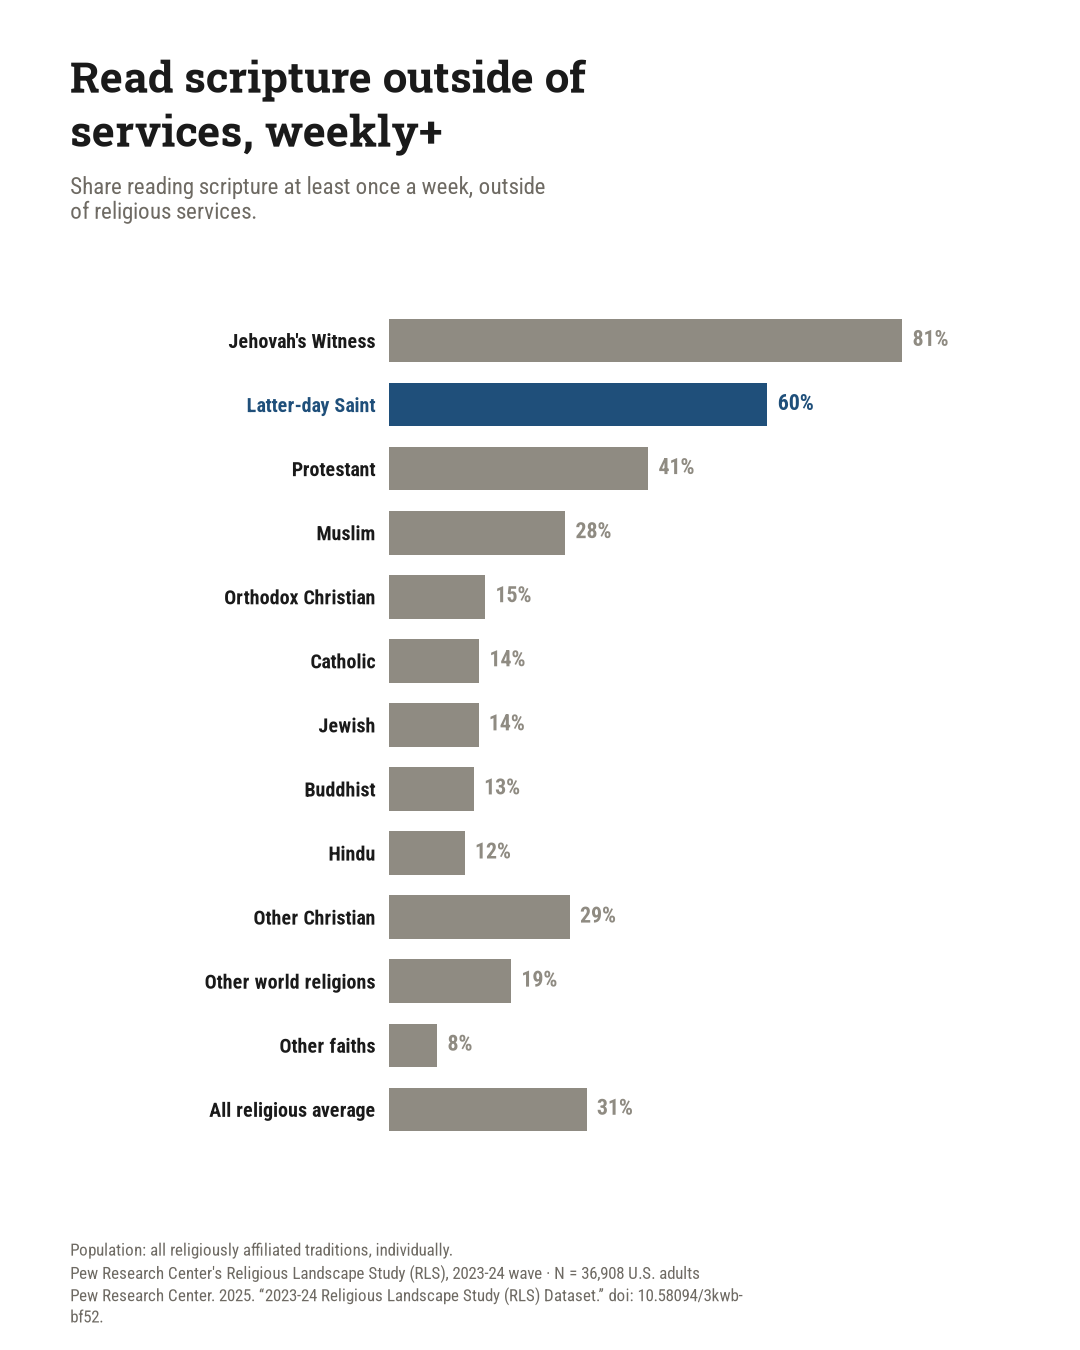 Read scripture outside of
services, weekly+
Share reading scripture at least once a week, outside
of religious services.
Jehovah's Witness 81%
Latter-day Saint 60%
Protestant 41%
Muslim 28%
Orthodox Christian 15%
Catholic 14%
Jewish 14%
Buddhist 13%
Hindu 12%
Other Christian 29%
Other world religions 19%
Other faiths 8%
All religious average 31%
Population: all religiously affiliated traditions, individually.
Pew Research Center's Religious Landscape Study (RLS), 2023-24 wave · N = 36,908 U.S. adults
Pew Research Center. 2025. “2023-24 Religious Landscape Study (RLS) Dataset.” doi: 10.58094/3kwb-
bf52.